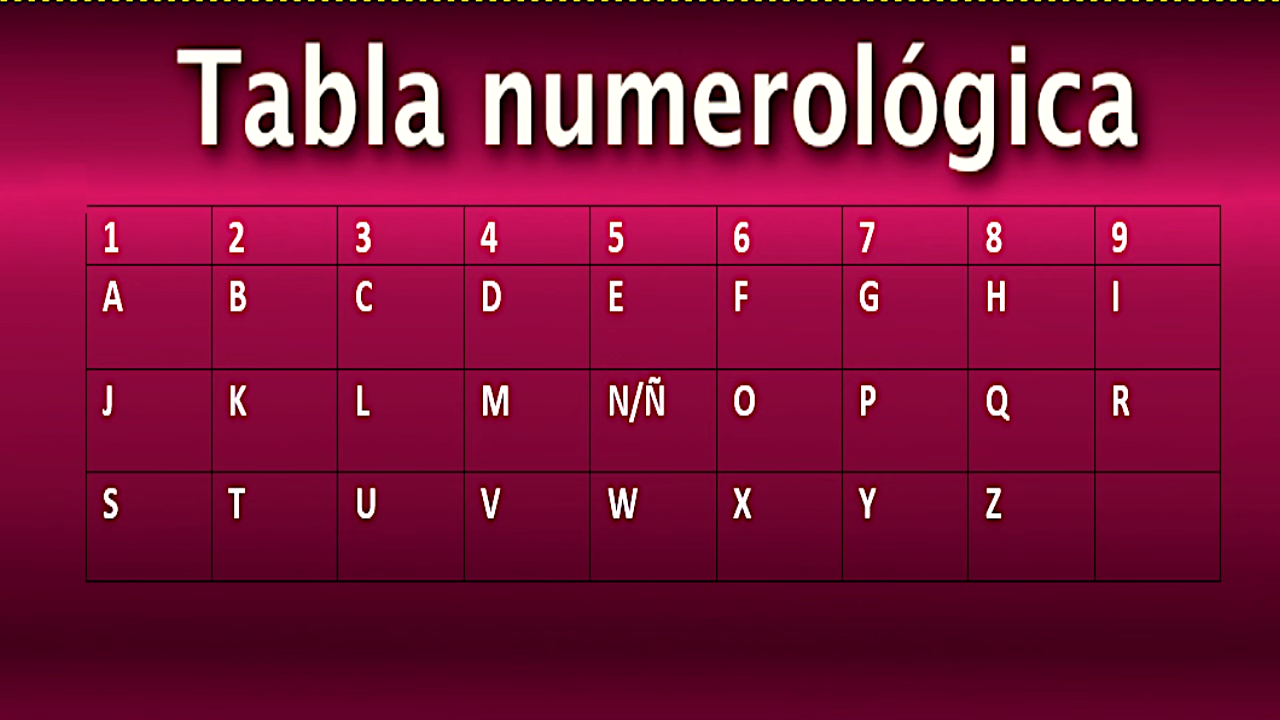 Tabla numerológica
1 2 3 4 5 6 7 8 9
A B C D E F G H I
J K L M N/Ñ O P Q R
S T U V W X Y Z